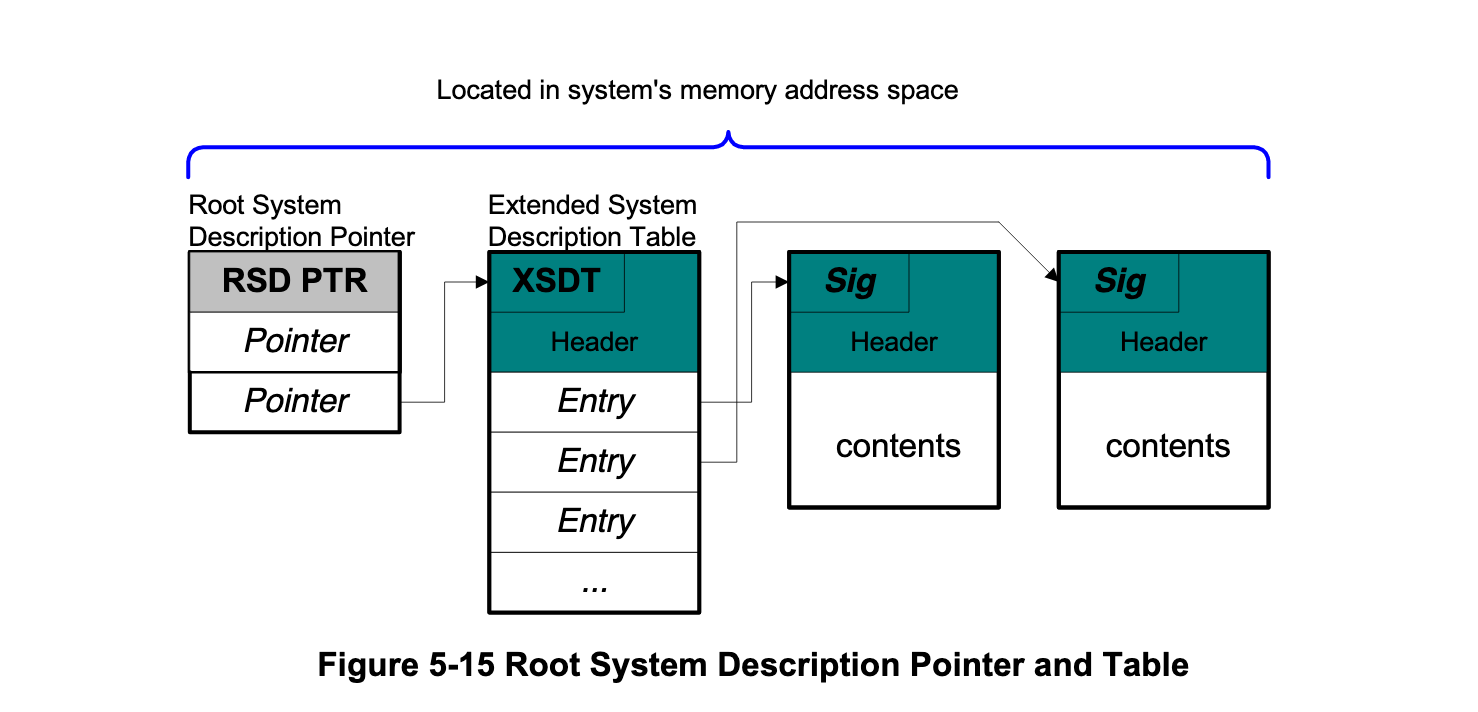 Located in system's memory address space
Root System
Description Pointer
RSD PTR
Pointer
Pointer
Extended System
Description Table
XSDT
Header
Entry
Entry
Entry
...
Sig
Header
contents
Sig
Header
contents
Figure 5-15 Root System Description Pointer and Table